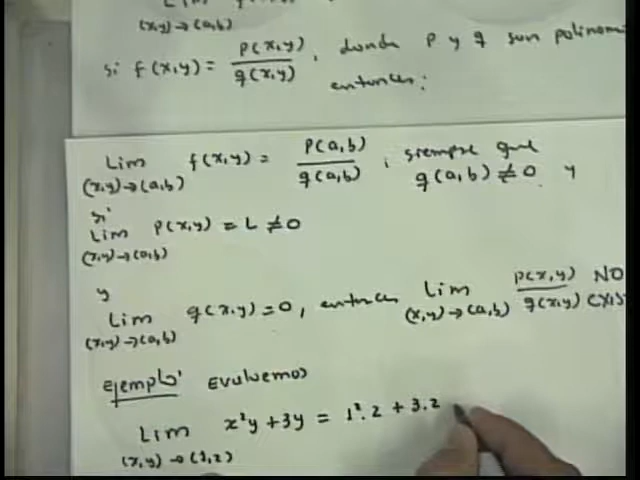 Lim
(x,y)→(a,b)
si f(x,y) = p(x,y)/q(x,y), donde p y q son polinomi
entonces:
Lim f(x,y) = p(a,b)/q(a,b), siempre que
(x,y)→(a,b) q(a,b) ≠ 0. y
si
Lim p(x,y) = L ≠ 0
(x,y)→(a,b)
y
Lim q(x,y) = 0, entonces Lim p(x,y)/q(x,y) NO
(x,y)→(a,b) (x,y)→(a,b) EXIS
Ejemplo Evaluemos
Lim x²y + 3y = 1².2 + 3.2
(x,y)→(1,2)